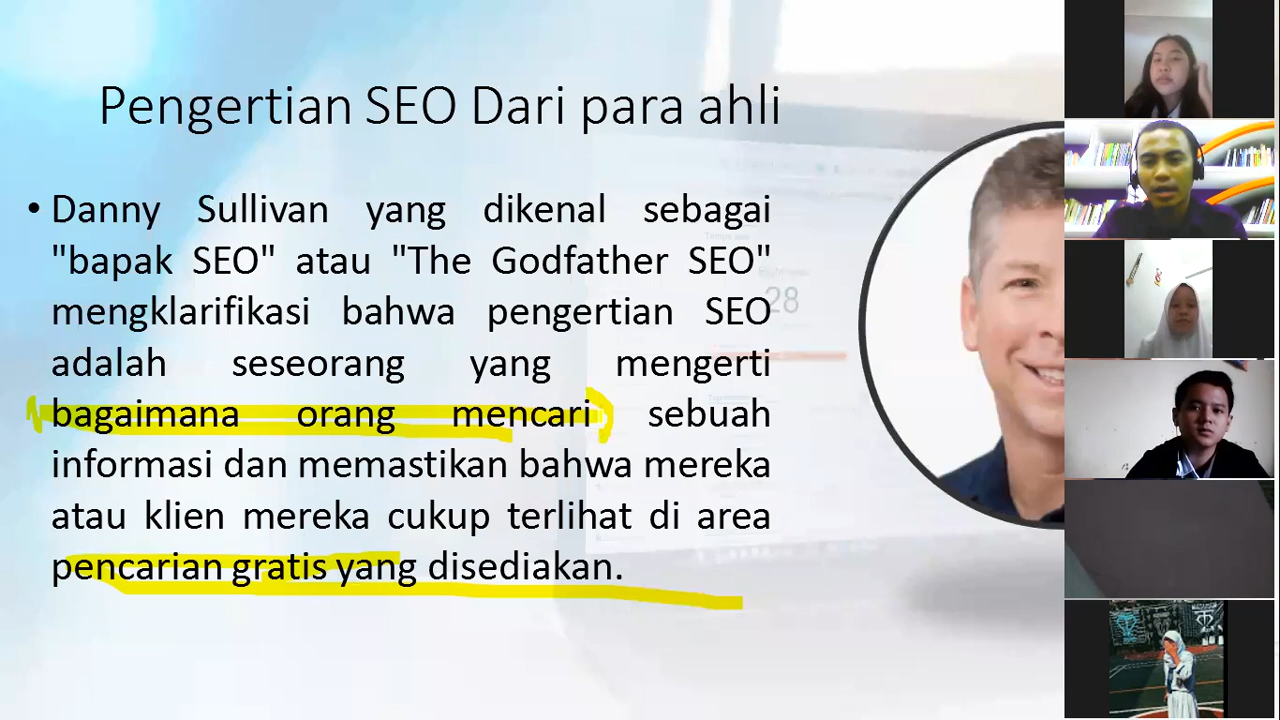 Pengertian SEO Dari para ahli
• Danny Sullivan yang dikenal sebagai
"bapak SEO" atau "The Godfather SEO"
mengklarifikasi bahwa pengertian SEO
adalah seseorang yang mengerti
bagaimana orang mencari sebuah
informasi dan memastikan bahwa mereka
atau klien mereka cukup terlihat di area
pencarian gratis yang disediakan.
28